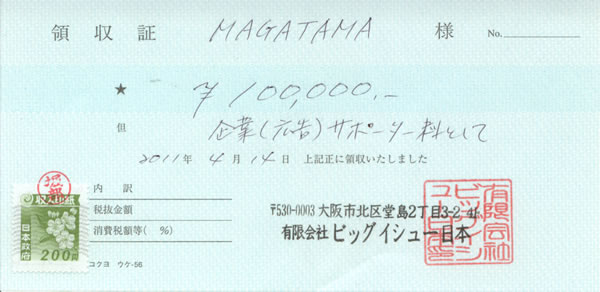 領収証 MAGATAMA 様 No.
★ ¥100,000.-
但 企業(広告)サポーター料として
2011年 4月 14日 上記正に領収いたしました
内訳
税抜金額
消費税額等( %)
収入印紙
日本政府
200円
コクヨ ウケ-56
〒530-0003 大阪市北区堂島2丁目3-2 4F.
有限会社 ビッグイシュー日本
有限会社ビッグイシュー日本